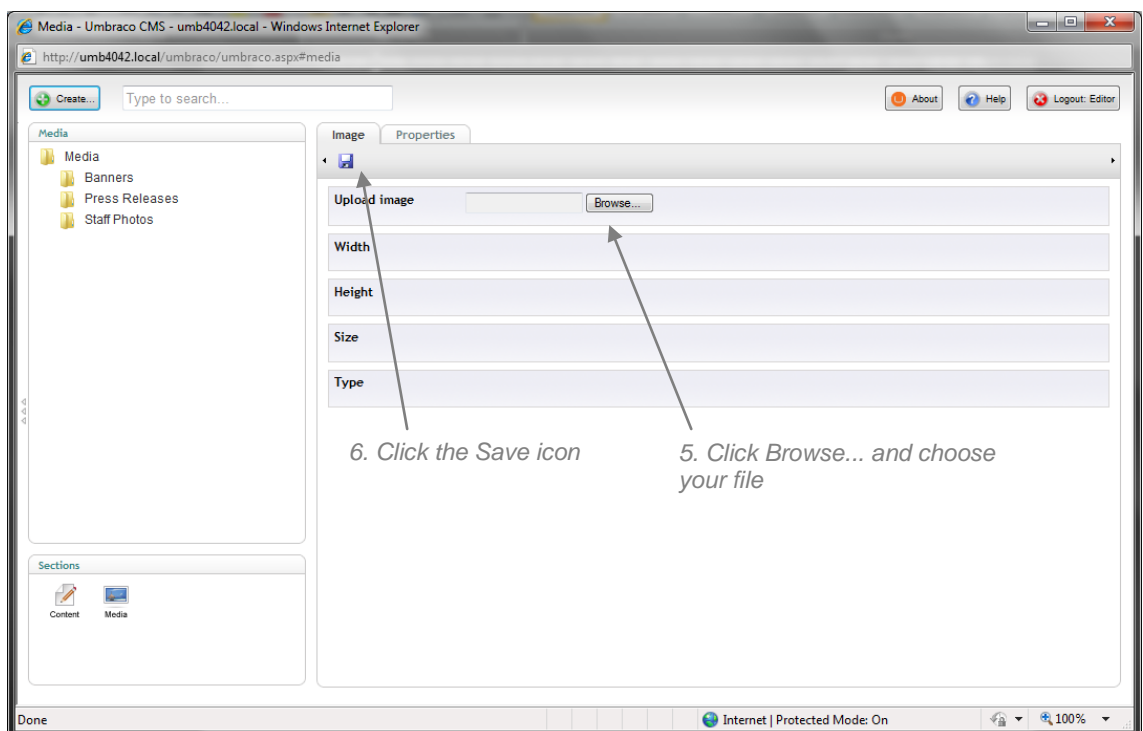 Media - Umbraco CMS - umb4042.local - Windows Internet Explorer
http://umb4042.local/umbraco/umbraco.aspx#media
Create... Type to search... About Help Logout: Editor
Media
Media
Banners
Press Releases
Staff Photos
Image Properties
Upload image Browse...
Width
Height
Size
Type
6. Click the Save icon
5. Click Browse... and choose
your file
Sections
Content Media
Done Internet | Protected Mode: On 100%